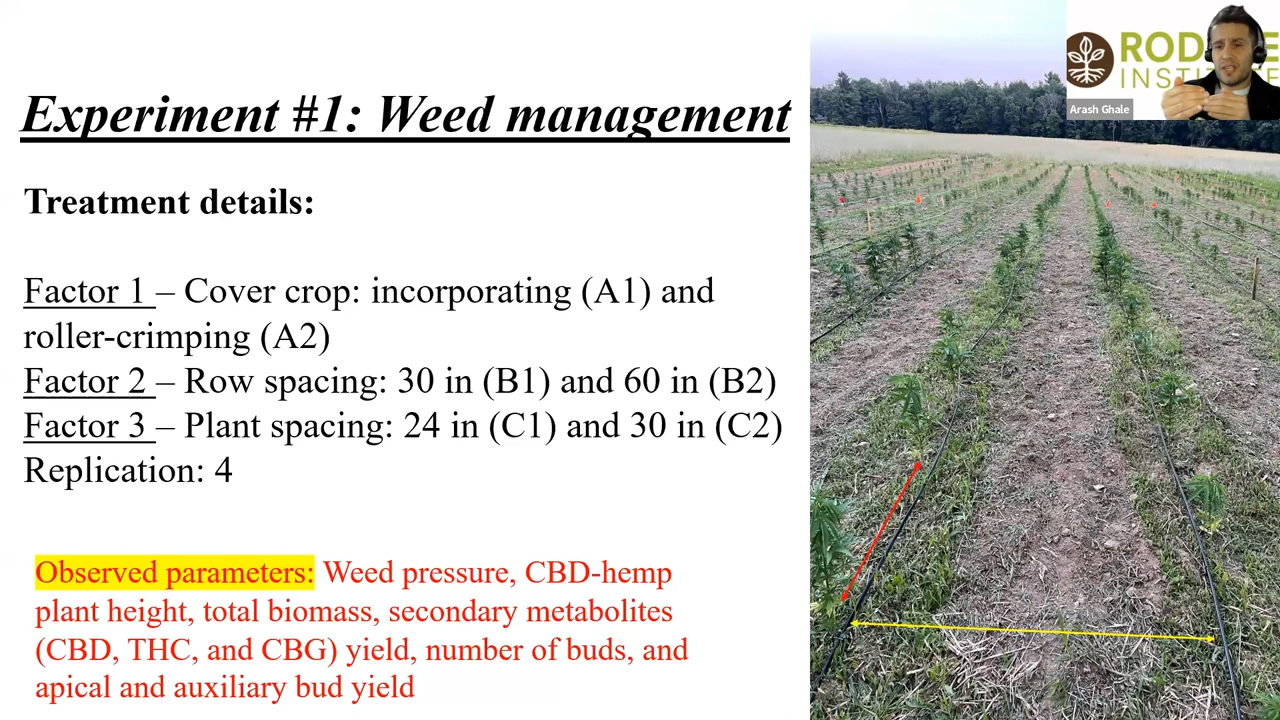 Experiment #1: Weed management
Treatment details:
Factor 1 – Cover crop: incorporating (A1) and
roller-crimping (A2)
Factor 2 – Row spacing: 30 in (B1) and 60 in (B2)
Factor 3 – Plant spacing: 24 in (C1) and 30 in (C2)
Replication: 4
Observed parameters: Weed pressure, CBD-hemp
plant height, total biomass, secondary metabolites
(CBD, THC, and CBG) yield, number of buds, and
apical and auxiliary bud yield
Arash Ghale